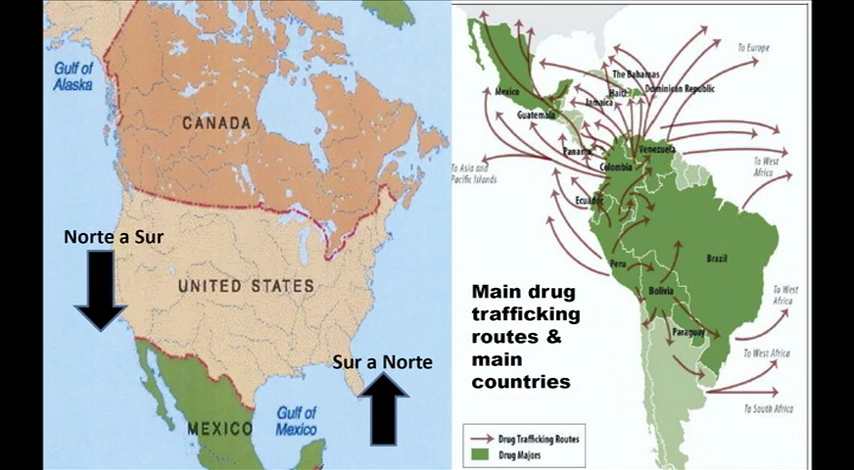 Gulf of
Alaska
CANADA
Norte a Sur
UNITED STATES
Sur a Norte
Gulf of
Mexico
MEXICO
To Europe
The Bahamas
Mexico
Haiti
Dominican Republic
Jamaica
Guatemala
Panama
Venezuela
Colombia
To Asia and
Pacific Islands
To West
Africa
Ecuador
Brazil
Peru
Bolivia
To West
Africa
Main drug
trafficking
routes &
main
countries
Paraguay
To West Africa
To South Africa
Drug Trafficking Routes
Drug Majors